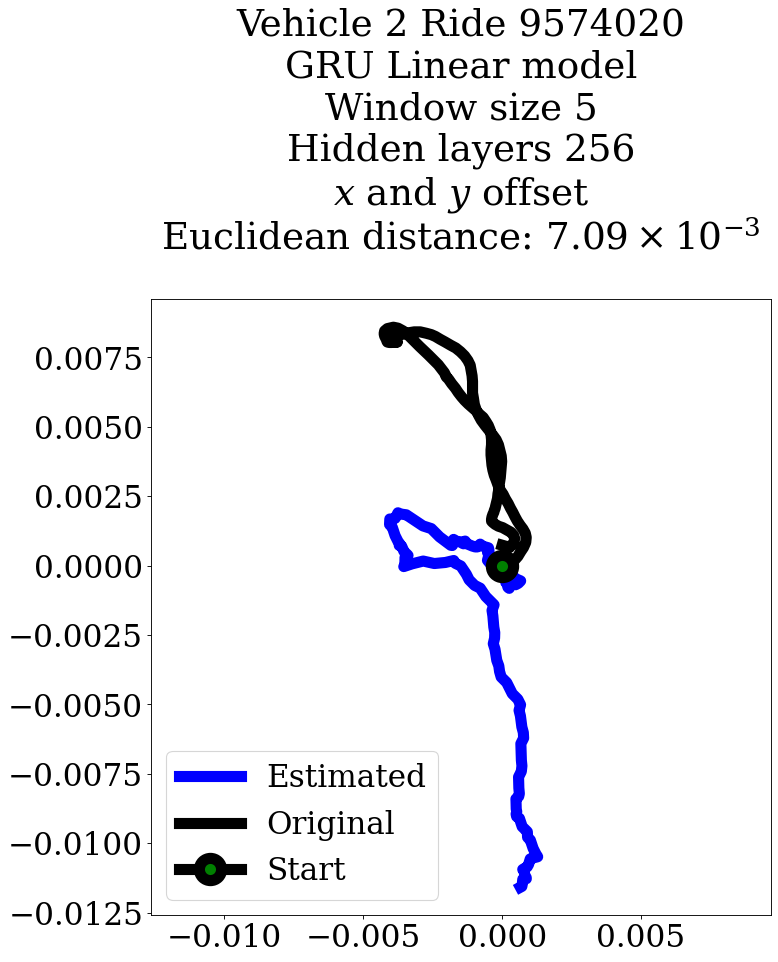 Vehicle 2 Ride 9574020
GRU Linear model
Window size 5
Hidden layers 256
x and y offset
Euclidean distance: 7.09 × 10⁻³
0.0075
0.0050
0.0025
0.0000
−0.0025
−0.0050
−0.0075
−0.0100
−0.0125
Estimated
Original
Start
−0.010 −0.005 0.000 0.005